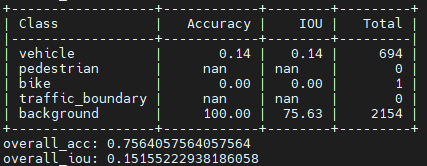 Class Accuracy IOU Total
vehicle 0.14 0.14 694
pedestrian nan nan 0
bike 0.00 0.00 1
traffic_boundary nan nan 0
background 100.00 75.63 2154
overall_acc: 0.7564057564057564
overall_iou: 0.15155222938186058